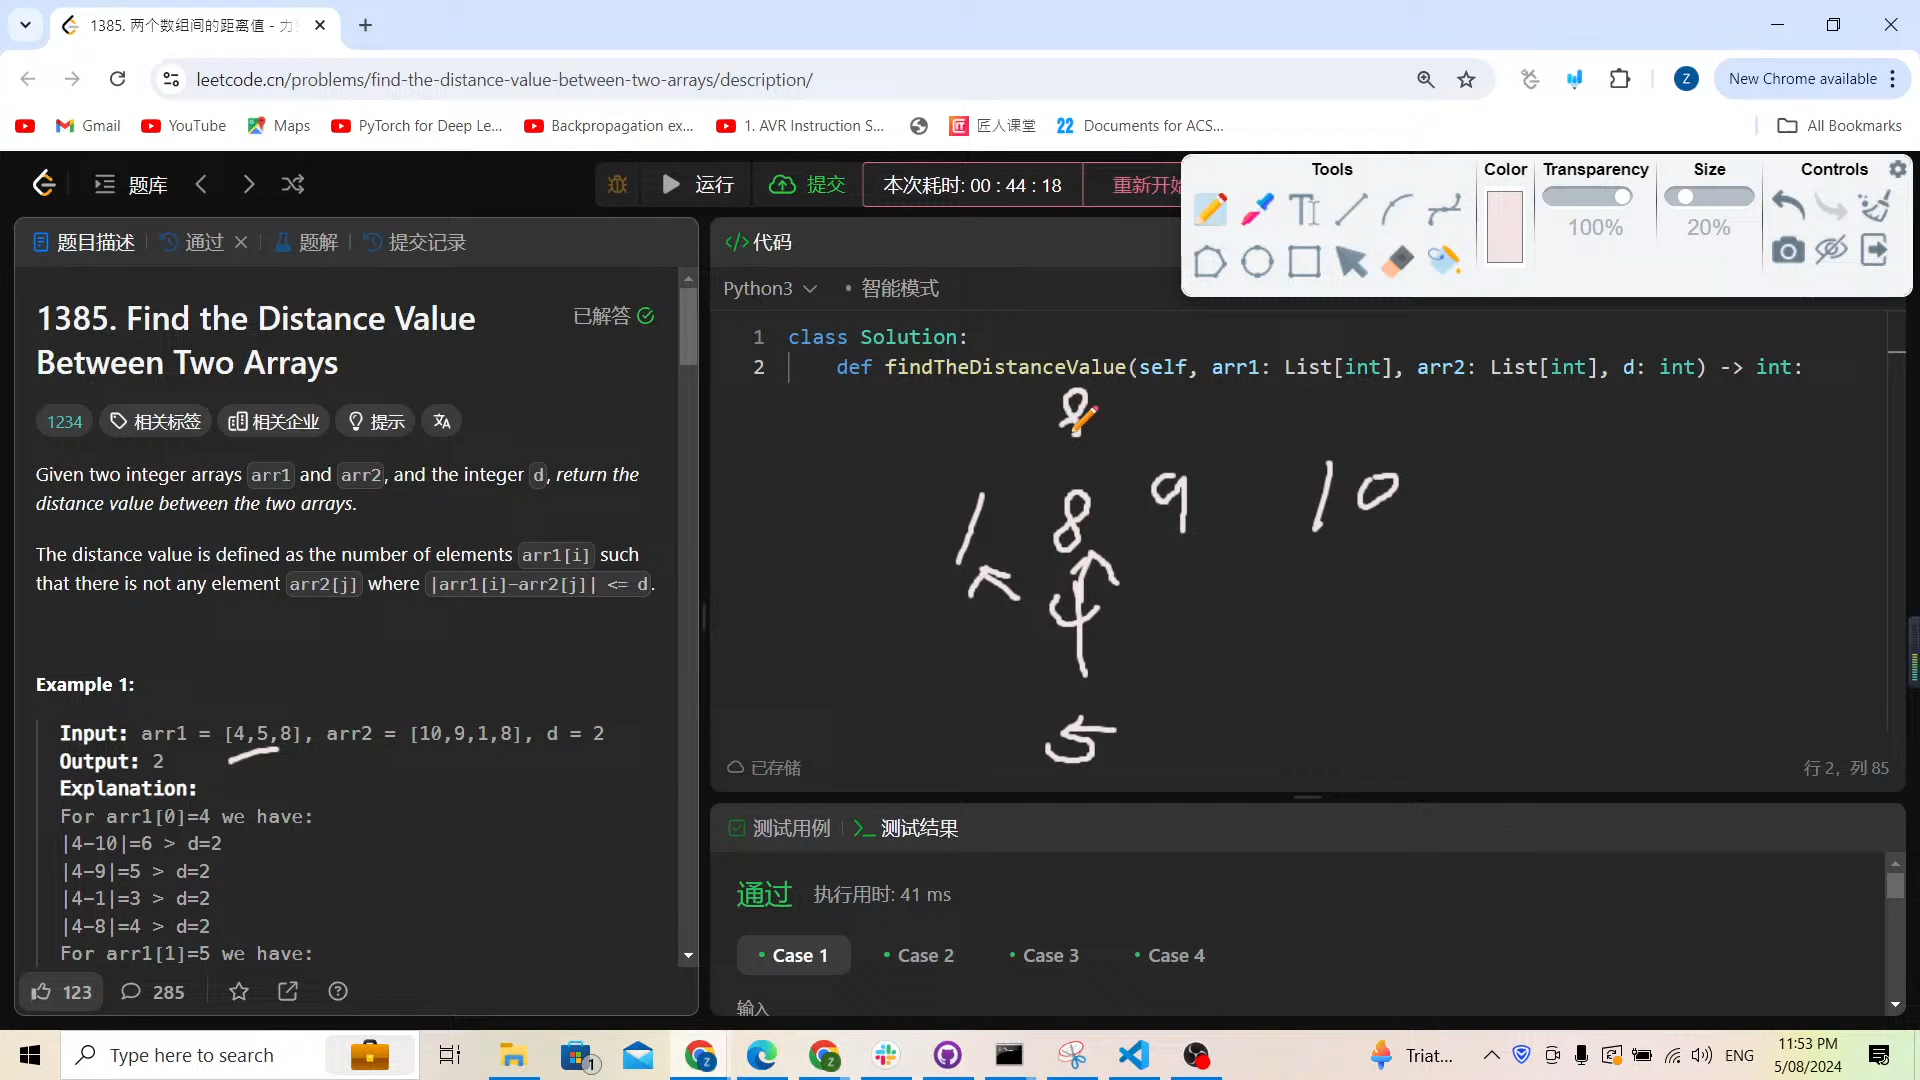 1385. 两个数组间的距离值 - 力
leetcode.cn/problems/find-the-distance-value-between-two-arrays/description/
Z
New Chrome available
Gmail
YouTube
Maps
PyTorch for Deep Le...
Backpropagation ex...
1. AVR Instruction S...
匠人课堂
22 Documents for ACS...
All Bookmarks
题库
运行
提交
本次耗时: 00 : 44 : 18
重新开始
Tools
Color
Transparency
Size
Controls
100%
20%
题目描述
通过
题解
提交记录
</> 代码
Python3
• 智能模式
1385. Find the Distance Value
Between Two Arrays
已解答
1234
相关标签
相关企业
提示
Given two integer arrays arr1 and arr2, and the integer d, return the
distance value between the two arrays.
The distance value is defined as the number of elements arr1[i] such
that there is not any element arr2[j] where |arr1[i]-arr2[j]| <= d.
Example 1:
Input: arr1 = [4,5,8], arr2 = [10,9,1,8], d = 2
Output: 2
Explanation:
For arr1[0]=4 we have:
|4-10|=6 > d=2
|4-9|=5 > d=2
|4-1|=3 > d=2
|4-8|=4 > d=2
For arr1[1]=5 we have:
123
285
1 class Solution:
2 def findTheDistanceValue(self, arr1: List[int], arr2: List[int], d: int) -> int:
8
1 8 9 10
4
5
已存储
行 2, 列 85
测试用例
测试结果
通过
执行用时: 41 ms
• Case 1
• Case 2
• Case 3
• Case 4
输入
Type here to search
1
Triat...
ENG
11:53 PM
5/08/2024